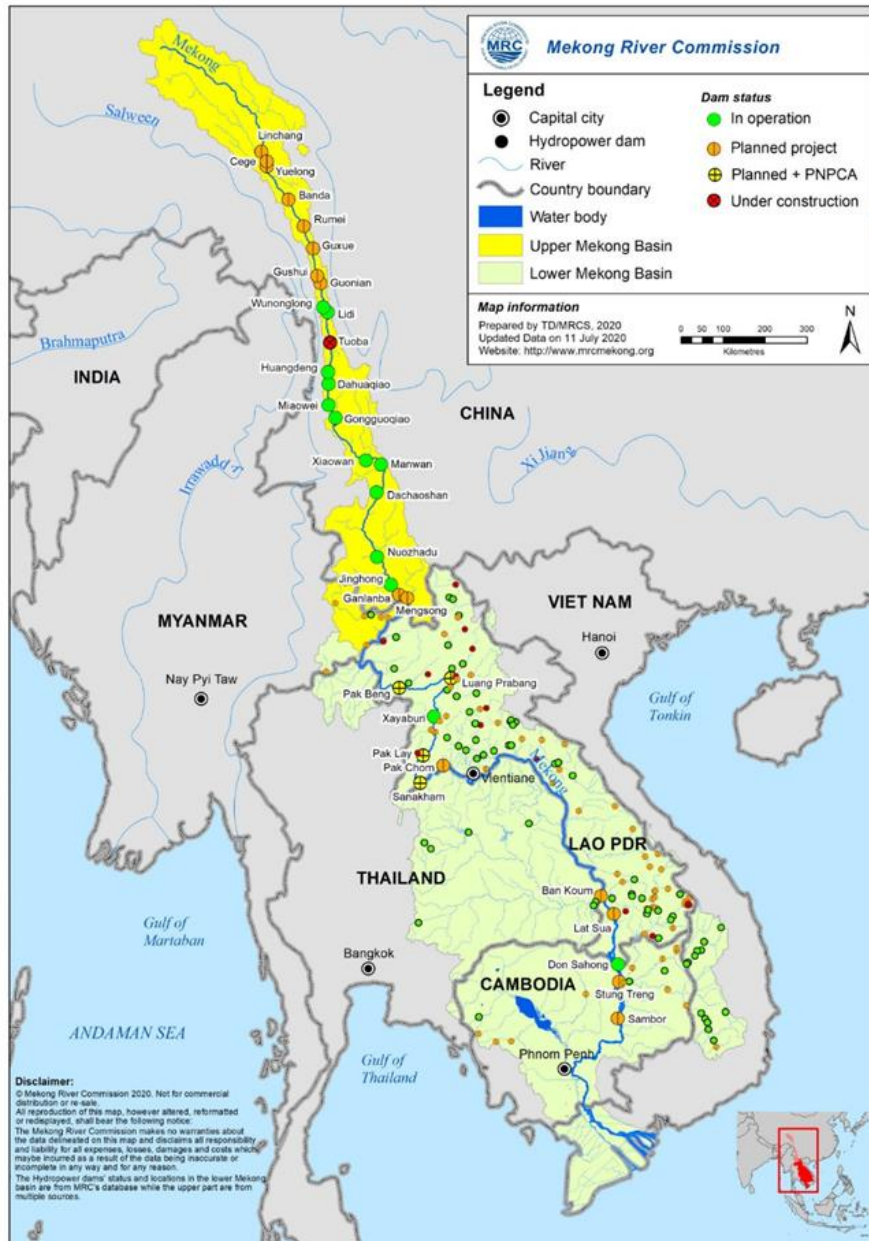 MRC
Mekong River Commission
Legend
Capital city
Hydropower dam
River
Country boundary
Water body
Upper Mekong Basin
Lower Mekong Basin
Dam status
In operation
Planned project
Planned + PNPCA
Under construction
Map information
Prepared by TD/MRCS, 2020
Updated Data on 11 July 2020
Website: http://www.mrcmekong.org
N
0 50 100 200 300
Kilometres
Mekong
Salween
Linchang
Cege
Yuelong
Banda
Rumei
Guxue
Gushui
Guonian
Wunonglong
Lidi
Brahmaputra
Tuoba
INDIA
Huangdeng
Dahuaqiao
Miaowei
Gongguoqiao
CHINA
Xiaowan
Manwan
Xi Jiang
Dachaoshan
Nuozhadu
Jinghong
Ganlanba
Mengsong
MYANMAR
VIET NAM
Hanoi
Nay Pyi Taw
Pak Beng
Luang Prabang
Gulf of
Tonkin
Xayaburi
Pak Lay
Pak Chom
Mekong
Vientiane
Sanakham
LAO PDR
THAILAND
Ban Koum
Gulf of
Martaban
Lat Sua
Bangkok
Don Sahong
CAMBODIA
Stung Treng
Sambor
ANDAMAN SEA
Gulf of
Thailand
Phnom Penh
Disclaimer:
© Mekong River Commission 2020. Not for commercial
distribution or re-sale.
All reproduction of this map, however altered, reformatted
or redisplayed, shall bear the following notice:
The Mekong River Commission makes no warranties about
the data delineated on this map and disclaims all responsibility
and liability for all expenses, losses, damages and costs which
maybe incurred as a result of the data being inaccurate or
incomplete in any way and for any reason.
The Hydropower dams' status and locations in the lower Mekong
basin are from MRC's database while the upper part are from
multiple sources.